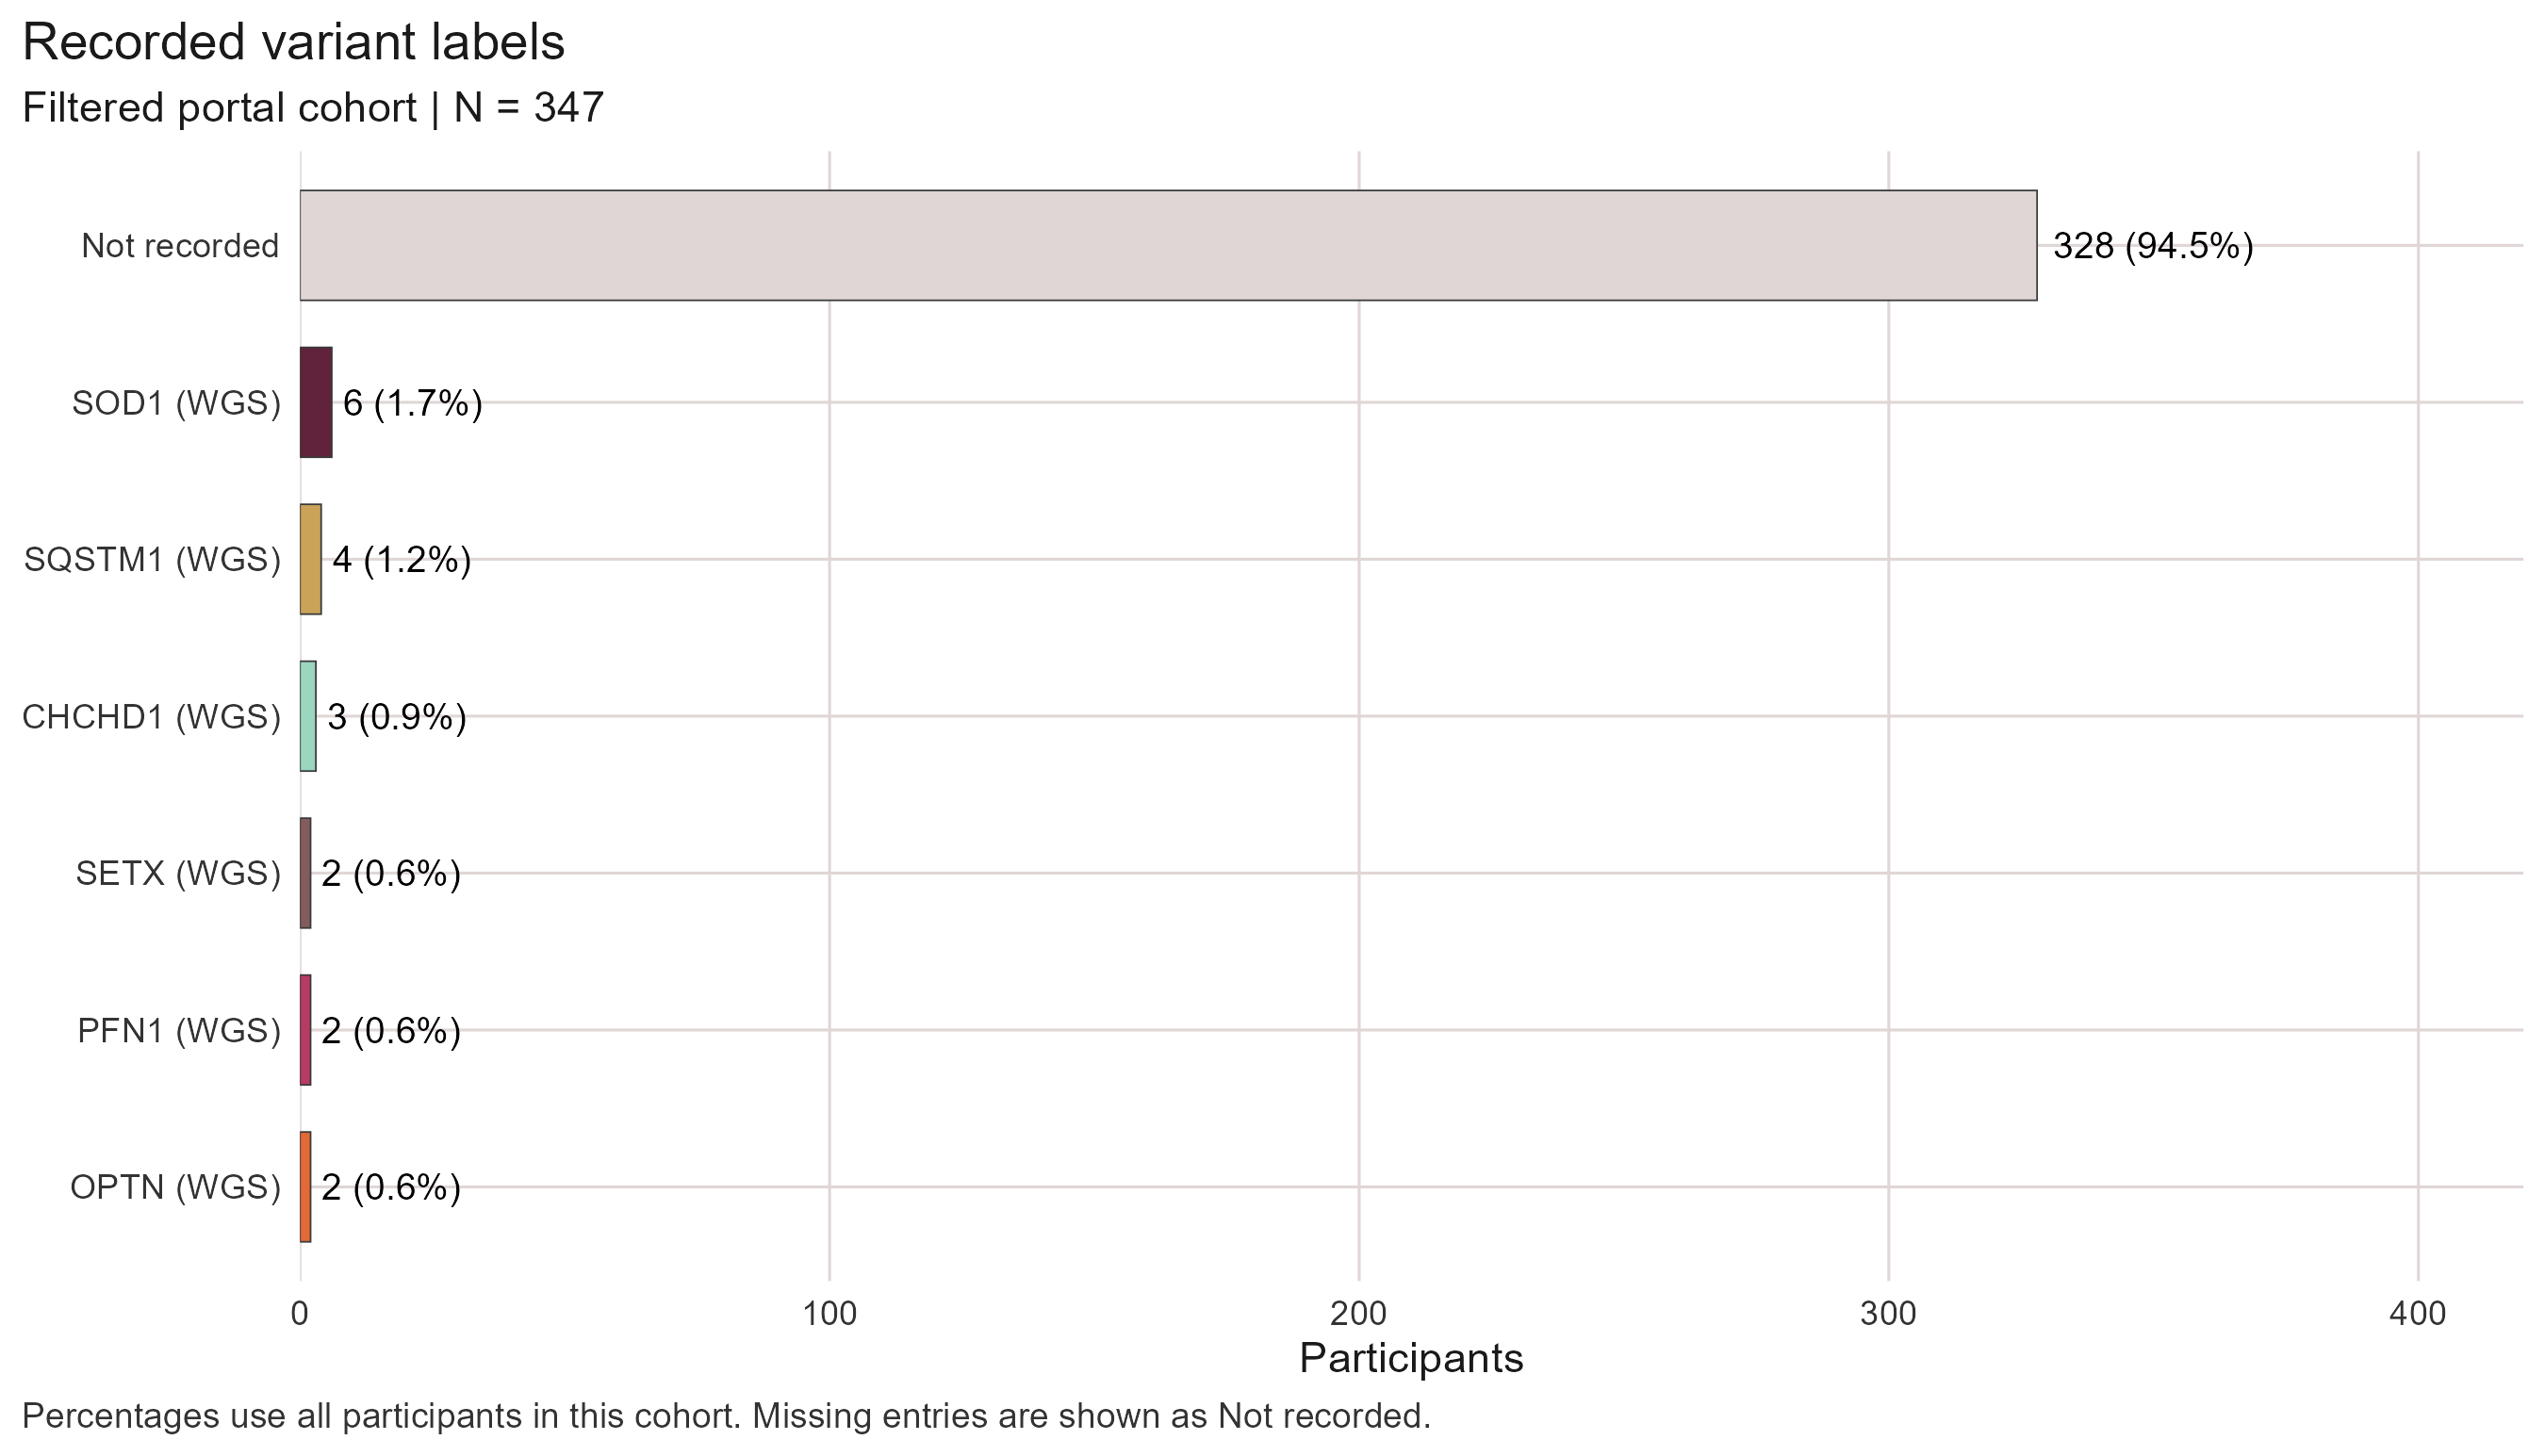 Recorded variant labels
Filtered portal cohort | N = 347
Not recorded 328 (94.5%)
SOD1 (WGS) 6 (1.7%)
SQSTM1 (WGS) 4 (1.2%)
CHCHD1 (WGS) 3 (0.9%)
SETX (WGS) 2 (0.6%)
PFN1 (WGS) 2 (0.6%)
OPTN (WGS) 2 (0.6%)
0 100 200 300 400
Participants
Percentages use all participants in this cohort. Missing entries are shown as Not recorded.